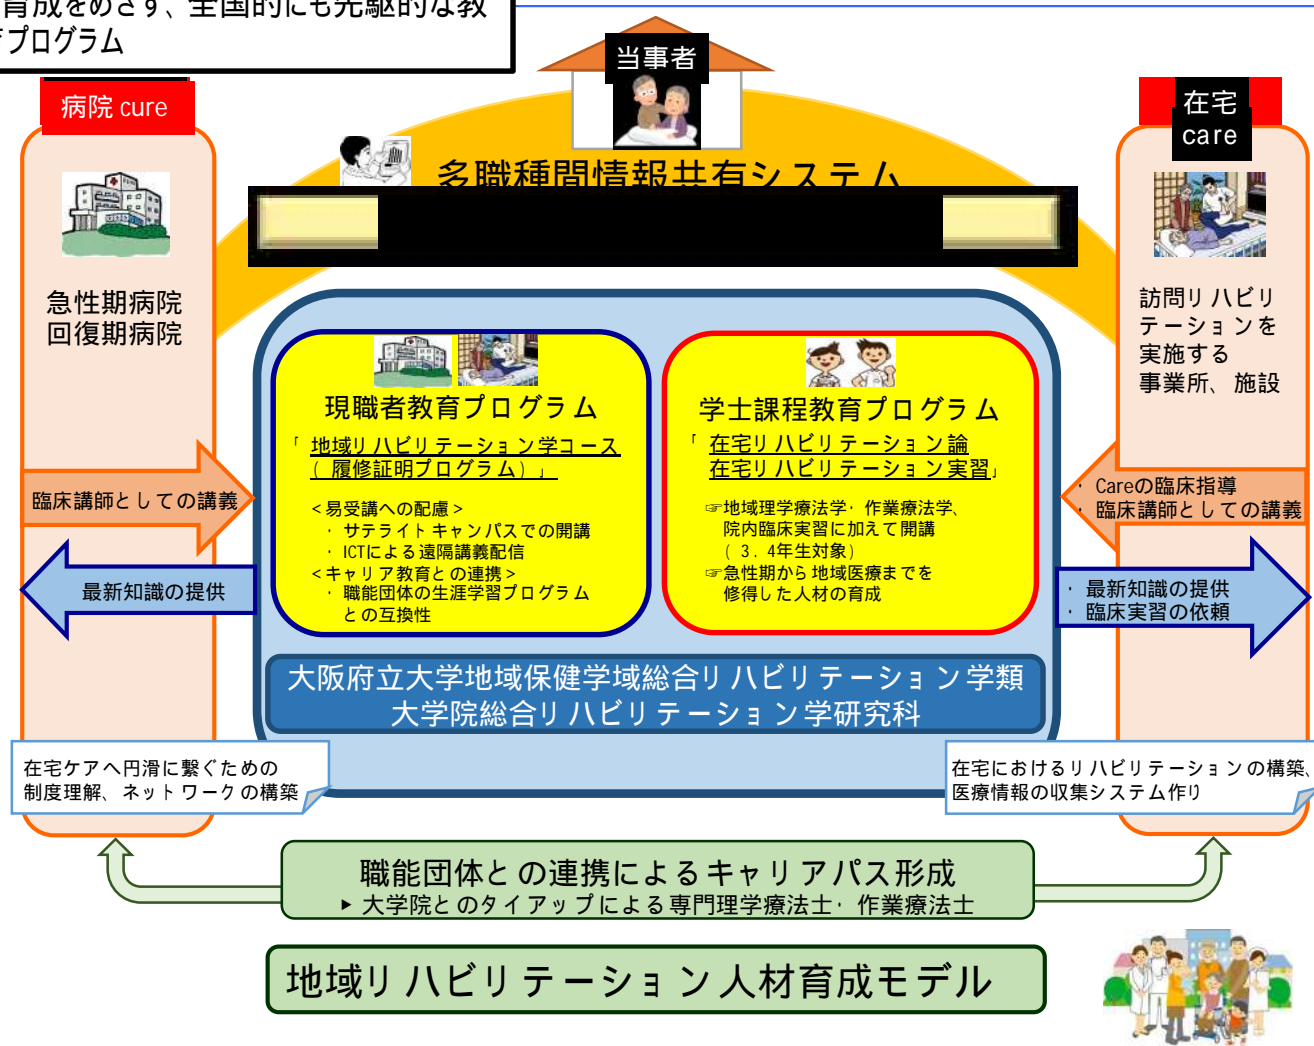 育成をめざす、全国的にも先駆的な教
プログラム
当事者
病院 cure
在宅
care
多職種間情報共有システム
急性期病院
回復期病院
訪問リハビリ
テーションを
実施する
事業所、施設
現職者教育プログラム
「地域リハビリテーション学コース
(履修証明プログラム)」
<易受講への配慮>
・サテライトキャンパスでの開講
・ICTによる遠隔講義配信
<キャリア教育との連携>
・職能団体の生涯学習プログラム
との互換性
学士課程教育プログラム
「在宅リハビリテーション論
在宅リハビリテーション実習」
☞地域理学療法学・作業療法学、
院内臨床実習に加えて開講
(3.4年生対象)
☞急性期から地域医療までを
修得した人材の育成
臨床講師としての講義
最新知識の提供
・Careの臨床指導
・臨床講師としての講義
・最新知識の提供
・臨床実習の依頼
大阪府立大学地域保健学域総合リハビリテーション学類
大学院総合リハビリテーション学研究科
在宅ケアへ円滑に繋ぐための
制度理解、ネットワークの構築
在宅におけるリハビリテーションの構築、
医療情報の収集システム作り
職能団体との連携によるキャリアパス形成
▶大学院とのタイアップによる専門理学療法士・作業療法士
地域リハビリテーション人材育成モデル